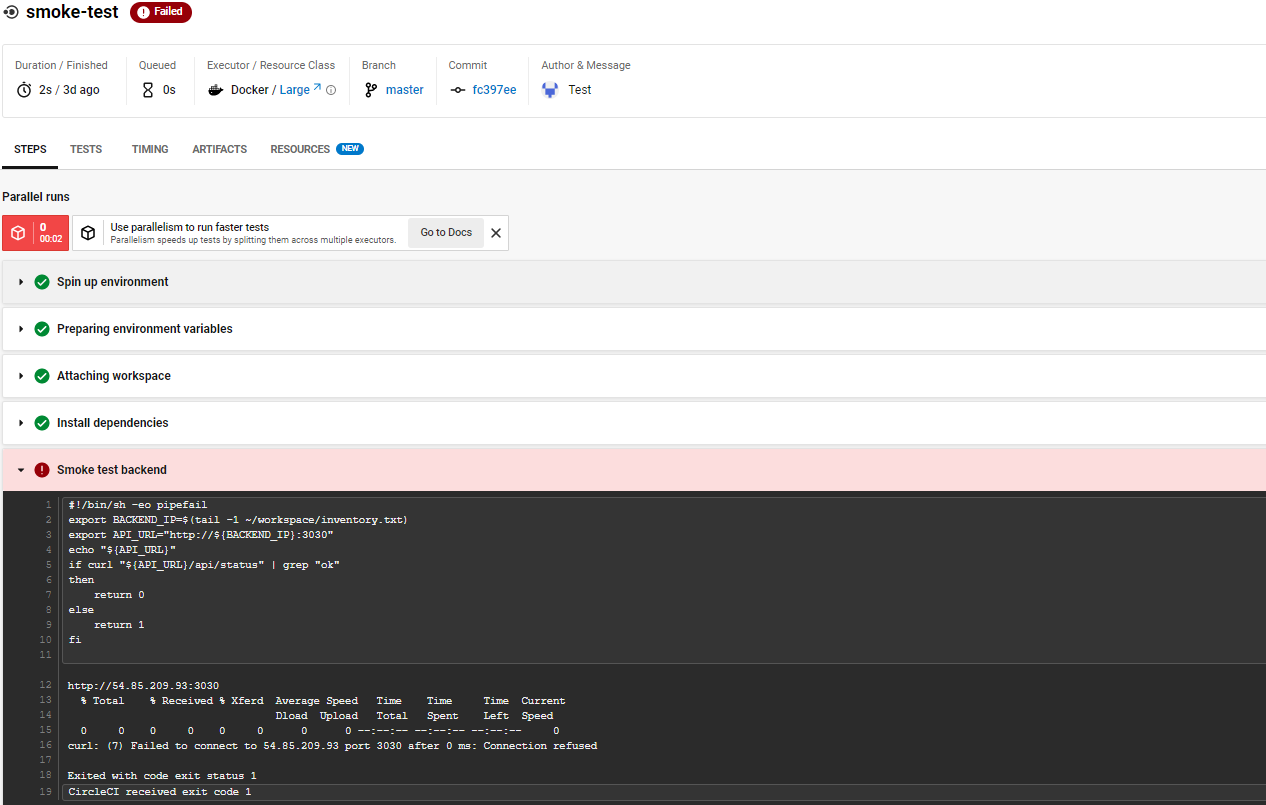 smoke-test Failed
Duration / Finished Queued Executor / Resource Class Branch Commit Author & Message
2s / 3d ago 0s Docker / Large master fc397ee Test
STEPS TESTS TIMING ARTIFACTS RESOURCES NEW
Parallel runs
0
00:02
Use parallelism to run faster tests
Parallelism speeds up tests by splitting them across multiple executors.
Go to Docs
Spin up environment
Preparing environment variables
Attaching workspace
Install dependencies
Smoke test backend
1 #!/bin/sh -eo pipefail
2 export BACKEND_IP=$(tail -1 ~/workspace/inventory.txt)
3 export API_URL="http://${BACKEND_IP}:3030"
4 echo "${API_URL}"
5 if curl "${API_URL}/api/status" | grep "ok"
6 then
7     return 0
8 else
9     return 1
10 fi
11
12 http://54.85.209.93:3030
13   % Total    % Received % Xferd  Average Speed   Time    Time     Time  Current
14                                  Dload  Upload   Total   Spent    Left  Speed
15   0     0    0     0    0     0      0      0 --:--:-- --:--:-- --:--:--     0
16 curl: (7) Failed to connect to 54.85.209.93 port 3030 after 0 ms: Connection refused
17
18 Exited with code exit status 1
19 CircleCI received exit code 1